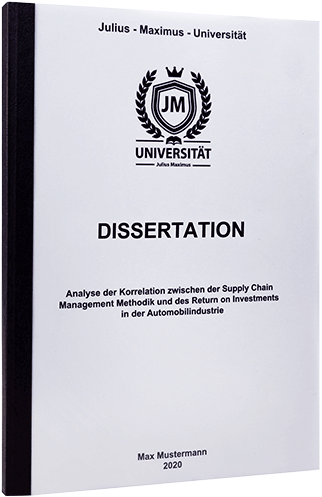 Julius - Maximus - Universität
JM
UNIVERSITÄT
Julius Maximus
DISSERTATION
Analyse der Korrelation zwischen der Supply Chain
Management Methodik und des Return on Investments
in der Automobilindustrie
Max Mustermann
2020